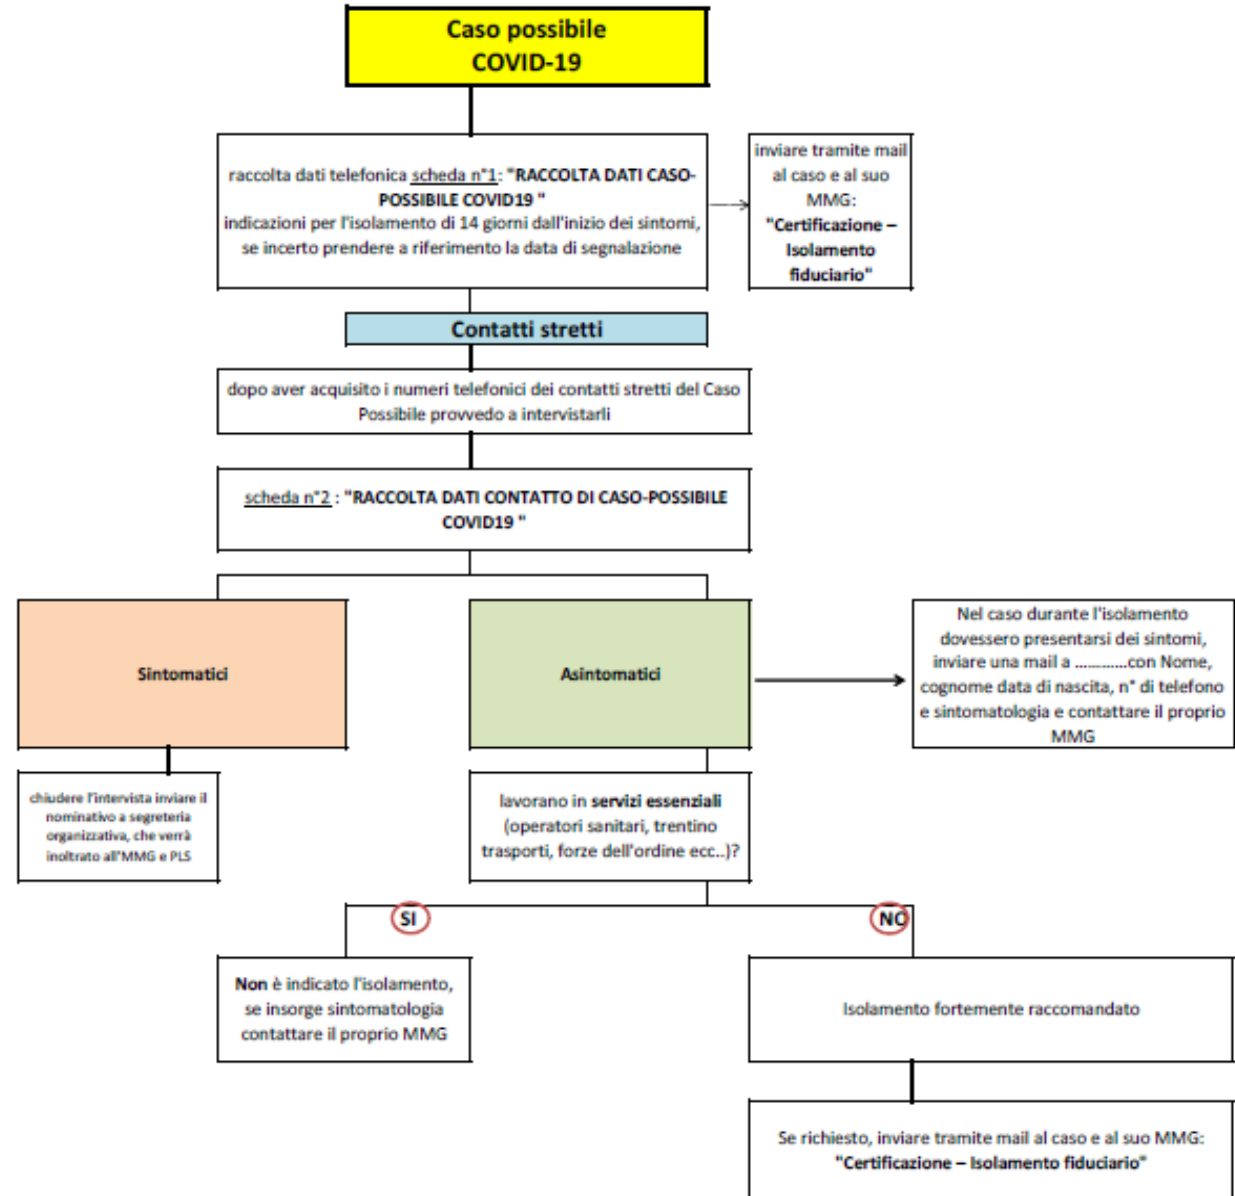 Caso possibile
COVID-19
raccolta dati telefonica scheda n°1: "RACCOLTA DATI CASO-
POSSIBILE COVID19 "
indicazioni per l'isolamento di 14 giorni dall'inizio dei sintomi,
se incerto prendere a riferimento la data di segnalazione
inviare tramite mail
al caso e al suo
MMG:
"Certificazione –
Isolamento
fiduciario"
Contatti stretti
dopo aver acquisito i numeri telefonici dei contatti stretti del Caso
Possibile provvedo a intervistarli
scheda n°2 : "RACCOLTA DATI CONTATTO DI CASO-POSSIBILE
COVID19 "
Sintomatici
Asintomatici
Nel caso durante l'isolamento
dovessero presentarsi dei sintomi,
inviare una mail a ............con Nome,
cognome data di nascita, n° di telefono
e sintomatologia e contattare il proprio
MMG
chiudere l'intervista inviare il
nominativo a segreteria
organizzativa, che verrà
inoltrato all'MMG e PLS
lavorano in servizi essenziali
(operatori sanitari, trentino
trasporti, forze dell'ordine ecc..)?
SI
NO
Non è indicato l'isolamento,
se insorge sintomatologia
contattare il proprio MMG
Isolamento fortemente raccomandato
Se richiesto, inviare tramite mail al caso e al suo MMG:
"Certificazione – Isolamento fiduciario"